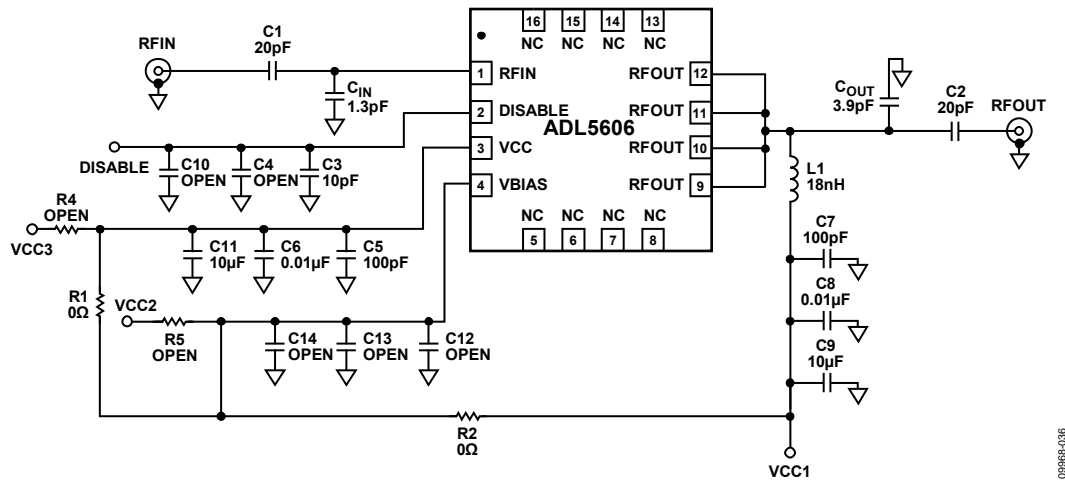 16 15 14 13
NC NC NC NC
RFIN
C1
20pF
1 RFIN
RFOUT 12
CIN
1.3pF
COUT
3.9pF
C2
20pF
RFOUT
2 DISABLE
RFOUT 11
ADL5606
3 VCC
RFOUT 10
4 VBIAS
RFOUT 9
DISABLE
C10
OPEN
C4
OPEN
C3
10pF
L1
18nH
NC NC NC NC
5 6 7 8
R4
OPEN
VCC3
C11
10µF
C6
0.01µF
C5
100pF
C7
100pF
R1
0Ω
VCC2
C8
0.01µF
R5
OPEN
C14
OPEN
C13
OPEN
C12
OPEN
C9
10µF
R2
0Ω
VCC1
09968-036